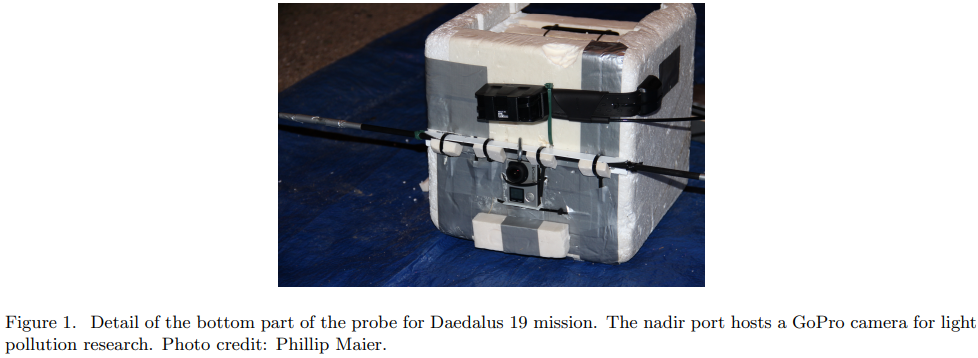 Figure 1. Detail of the bottom part of the probe for Daedalus 19 mission. The nadir port hosts a GoPro camera for light
pollution research. Photo credit: Phillip Maier.